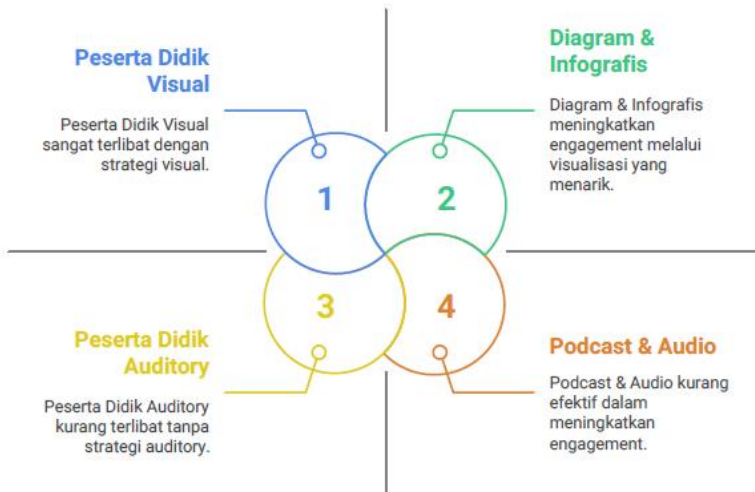 Peserta Didik
Visual
Peserta Didik Visual
sangat terlibat dengan
strategi visual.
1
Diagram &
Infografis
Diagram & Infografis
meningkatkan
engagement melalui
visualisasi yang
menarik.
2
3
Peserta Didik
Auditory
Peserta Didik Auditory
kurang terlibat tanpa
strategi auditory.
4
Podcast & Audio
Podcast & Audio kurang
efektif dalam
meningkatkan
engagement.